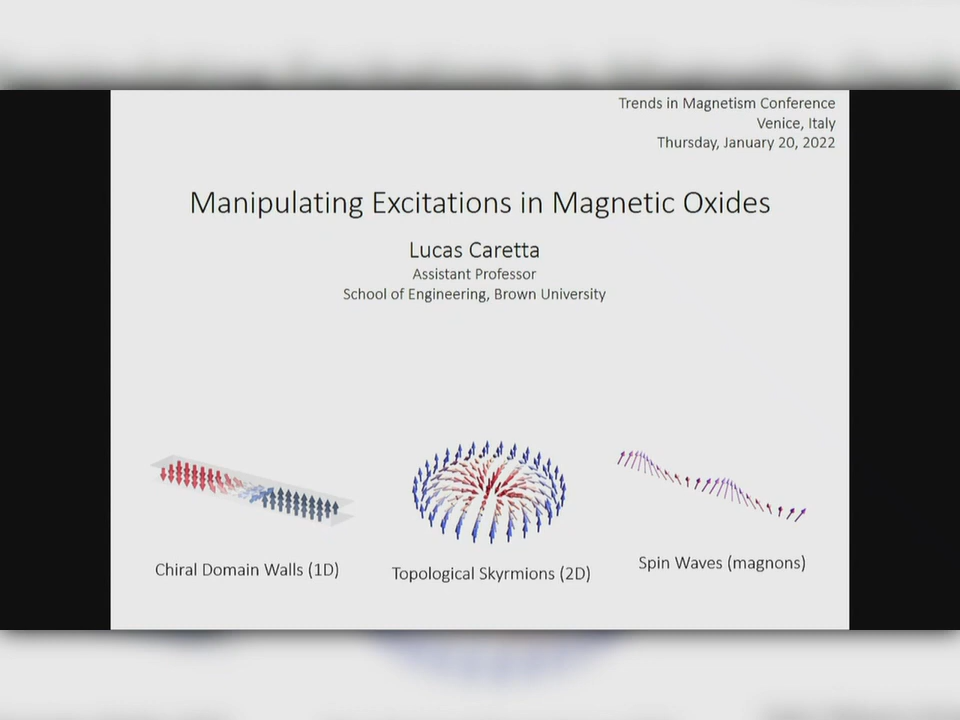 Trends in Magnetism Conference
Venice, Italy
Thursday, January 20, 2022
Manipulating Excitations in Magnetic Oxides
Lucas Caretta
Assistant Professor
School of Engineering, Brown University
Chiral Domain Walls (1D)
Topological Skyrmions (2D)
Spin Waves (magnons)